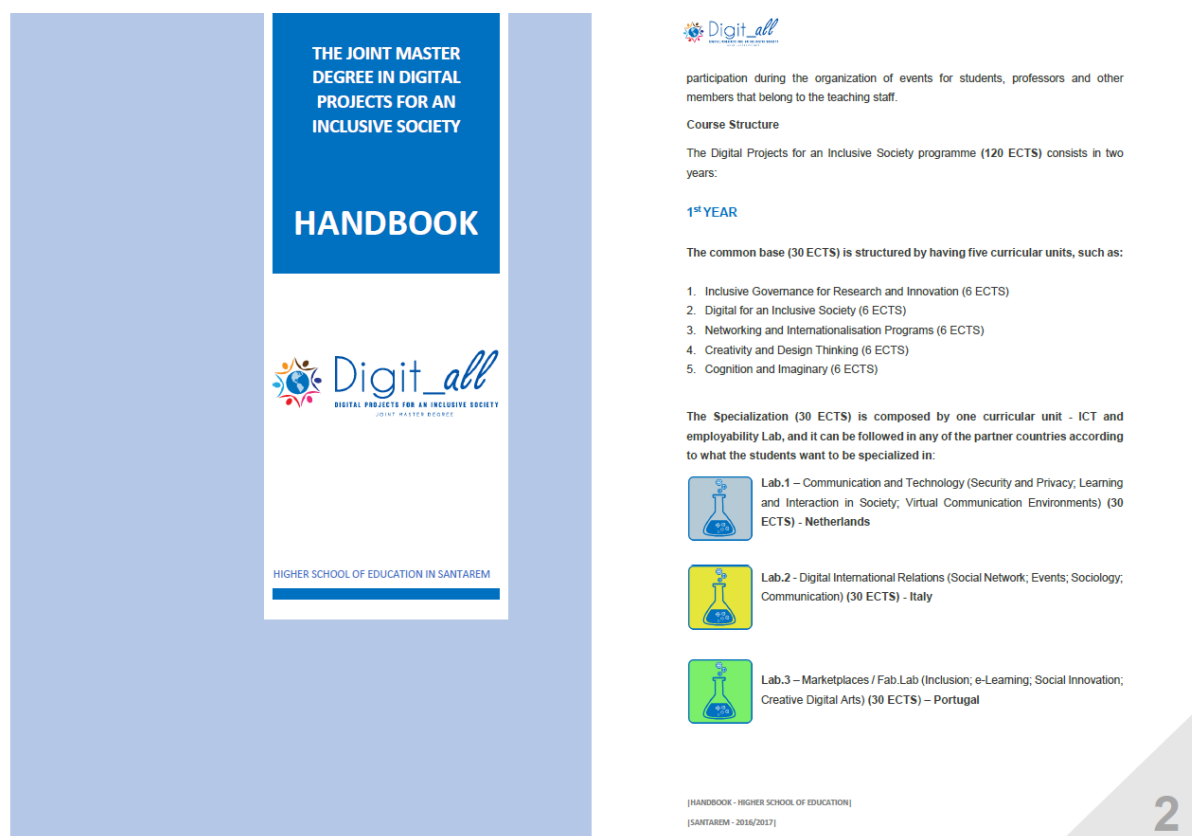 THE JOINT MASTER
DEGREE IN DIGITAL
PROJECTS FOR AN
INCLUSIVE SOCIETY
HANDBOOK
Digit_all
DIGITAL PROJECTS FOR AN INCLUSIVE SOCIETY
JOINT MASTER DEGREE
HIGHER SCHOOL OF EDUCATION IN SANTAREM
Digit_all
participation during the organization of events for students, professors and other
members that belong to the teaching staff.
Course Structure
The Digital Projects for an Inclusive Society programme (120 ECTS) consists in two
years:
1st YEAR
The common base (30 ECTS) is structured by having five curricular units, such as:
1. Inclusive Governance for Research and Innovation (6 ECTS)
2. Digital for an Inclusive Society (6 ECTS)
3. Networking and Internationalisation Programs (6 ECTS)
4. Creativity and Design Thinking (6 ECTS)
5. Cognition and Imaginary (6 ECTS)
The Specialization (30 ECTS) is composed by one curricular unit - ICT and
employability Lab, and it can be followed in any of the partner countries according
to what the students want to be specialized in:
Lab.1 – Communication and Technology (Security and Privacy; Learning
and Interaction in Society; Virtual Communication Environments) (30
ECTS) - Netherlands
Lab.2 - Digital International Relations (Social Network; Events; Sociology;
Communication) (30 ECTS) - Italy
Lab.3 – Marketplaces / Fab.Lab (Inclusion; e-Learning; Social Innovation;
Creative Digital Arts) (30 ECTS) – Portugal
|HANDBOOK - HIGHER SCHOOL OF EDUCATION|
|SANTAREM - 2016/2017|
2